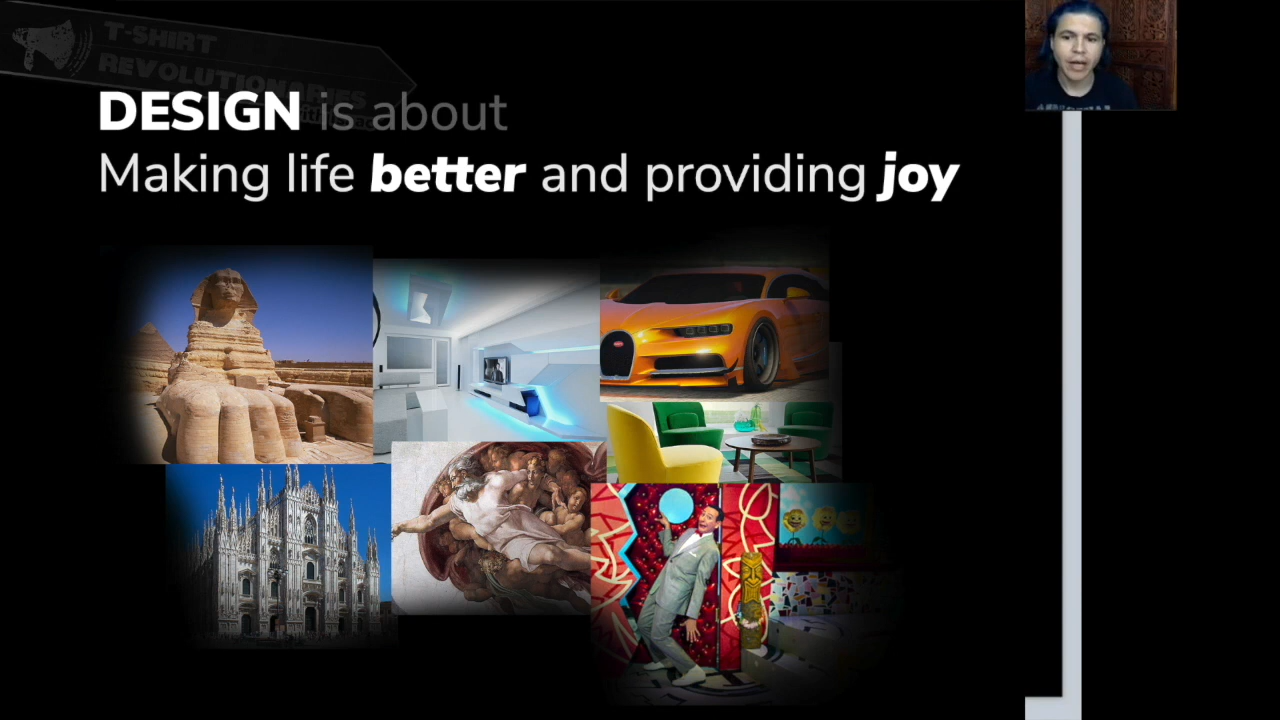 T-SHIRT
REVOLUTIONARIES
DESIGN is about
Making life better and providing joy